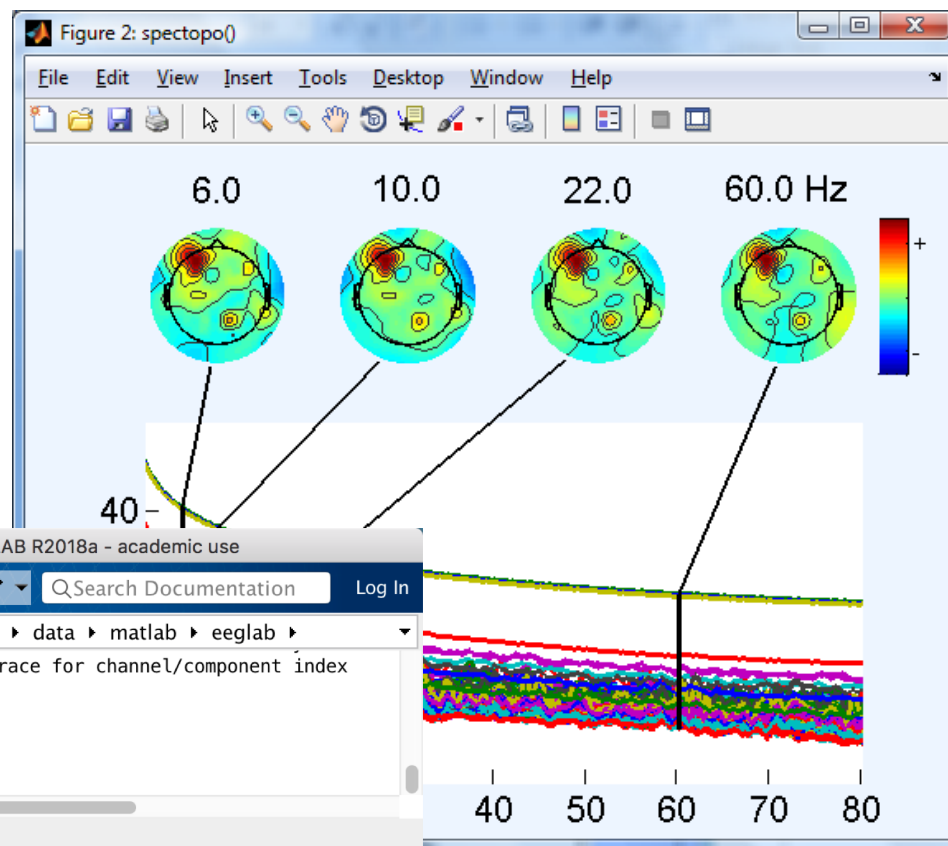 Figure 2: spectopo()
File Edit View Insert Tools Desktop Window Help
6.0 10.0 22.0 60.0 Hz
+
-
40
AB R2018a - academic use
Search Documentation Log In
data matlab eeglab
race for channel/component index
40 50 60 70 80